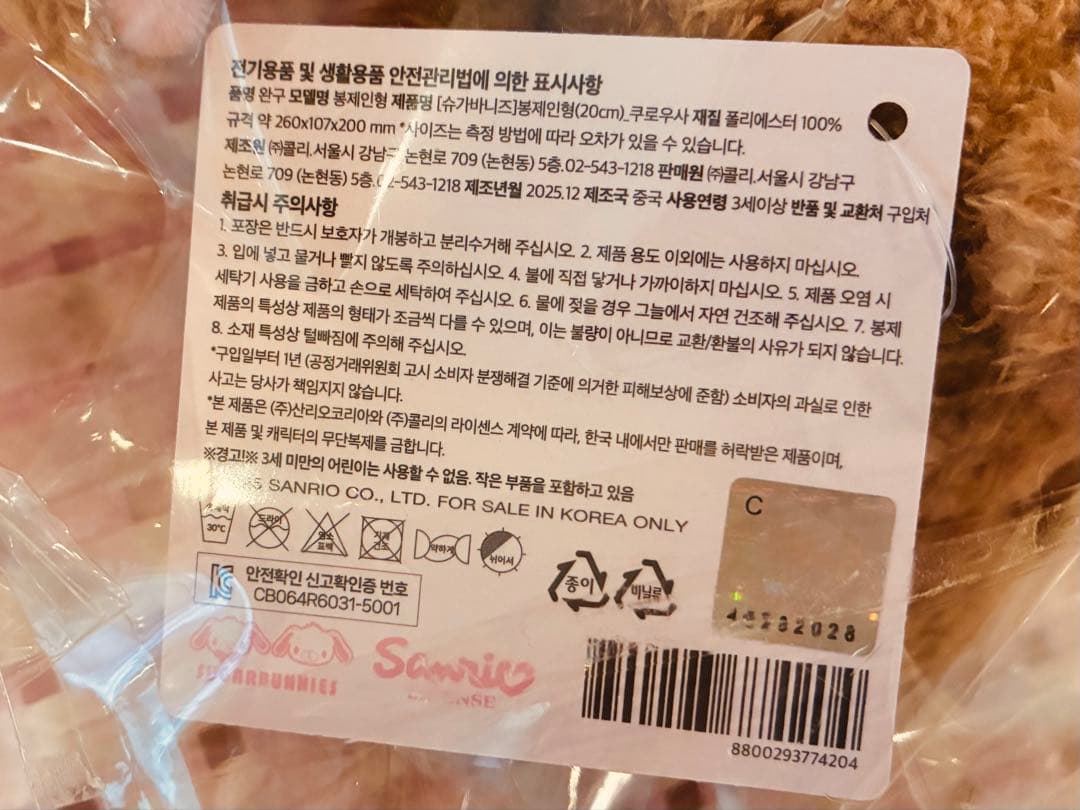 전기용품 및 생활용품 안전관리법에 의한 표시사항
품명 완구 모델명 봉제인형 제품명 [슈가바니즈]봉제인형(20cm)_쿠로우사 재질 폴리에스터 100%
규격 약 260x107x200 mm *사이즈는 측정 방법에 따라 오차가 있을 수 있습니다.
제조원 ㈜콜리.서울시 강남구 논현로 709 (논현동) 5층.02-543-1218 판매원 ㈜콜리.서울시 강남구
논현로 709 (논현동) 5층.02-543-1218 제조년월 2025.12 제조국 중국 사용연령 3세이상 반품 및 교환처 구입처
취급시 주의사항
1. 포장은 반드시 보호자가 개봉하고 분리수거해 주십시오. 2. 제품 용도 이외에는 사용하지 마십시오.
3. 입에 넣고 물거나 빨지 않도록 주의하십시오. 4. 불에 직접 닿거나 가까이하지 마십시오. 5. 제품 오염 시
세탁기 사용을 금하고 손으로 세탁하여 주십시오. 6. 물에 젖을 경우 그늘에서 자연 건조해 주십시오. 7. 봉제
제품의 특성상 제품의 형태가 조금씩 다를 수 있으며, 이는 불량이 아니므로 교환/환불의 사유가 되지 않습니다.
8. 소재 특성상 털빠짐에 주의해 주십시오.
*구입일부터 1년 (공정거래위원회 고시 소비자 분쟁해결 기준에 의거한 피해보상에 준함) 소비자의 과실로 인한
사고는 당사가 책임지지 않습니다.
*본 제품은 (주)산리오코리아와 (주)콜리의 라이센스 계약에 따라, 한국 내에서만 판매를 허락받은 제품이며,
본 제품 및 캐릭터의 무단복제를 금합니다.
※경고!※ 3세 미만의 어린이는 사용할 수 없음. 작은 부품을 포함하고 있음
SANRIO CO., LTD. FOR SALE IN KOREA ONLY
C
30℃ 드라이 염소 표백 약하게 뉘어서
종이 비닐류
안전확인 신고확인증 번호
CB064R6031-5001
48282028
SUGARBUNNIES
Sanrio
LICENSE
8800293774204